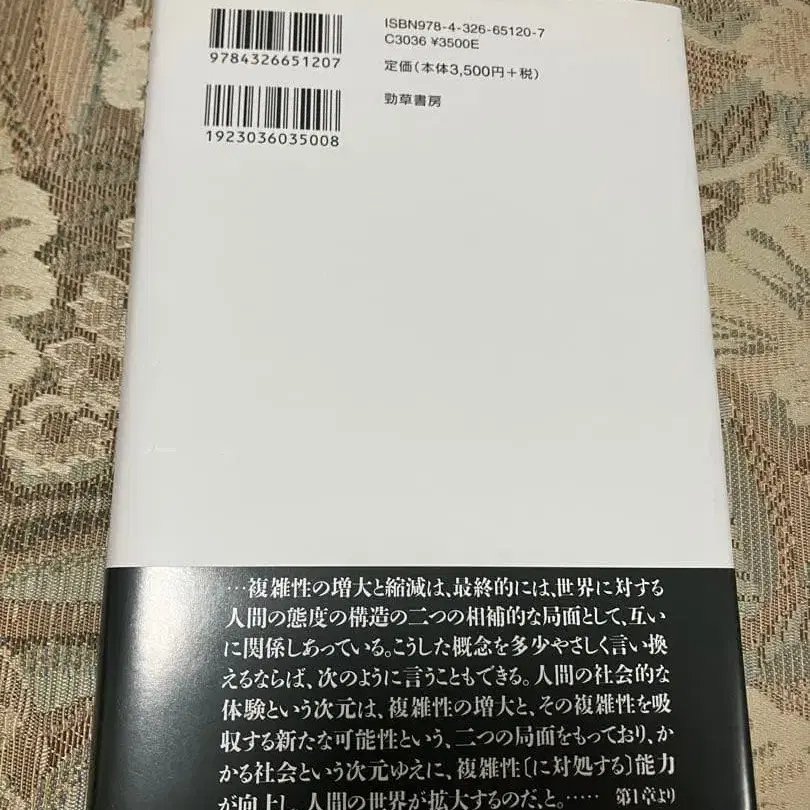 ISBN978-4-326-65120-7
C3036 ¥3500E
9784326651207
定価(本体3,500円+税)
勁草書房
1923036035008
…複雑性の増大と縮減は、最終的には、世界に対する
人間の態度の構造の二つの相補的な局面として、互い
に関係しあっている。こうした概念を多少やさしく言い換
えるならば、次のように言うこともできる。人間の社会的な
体験という次元は、複雑性の増大と、その複雑性を吸
収する新たな可能性という、二つの局面をもっており、か
かる社会という次元ゆえに、複雑性〔に対処する〕能力
が向上し、人間の世界が拡大するのだ、と。…… 第1章より